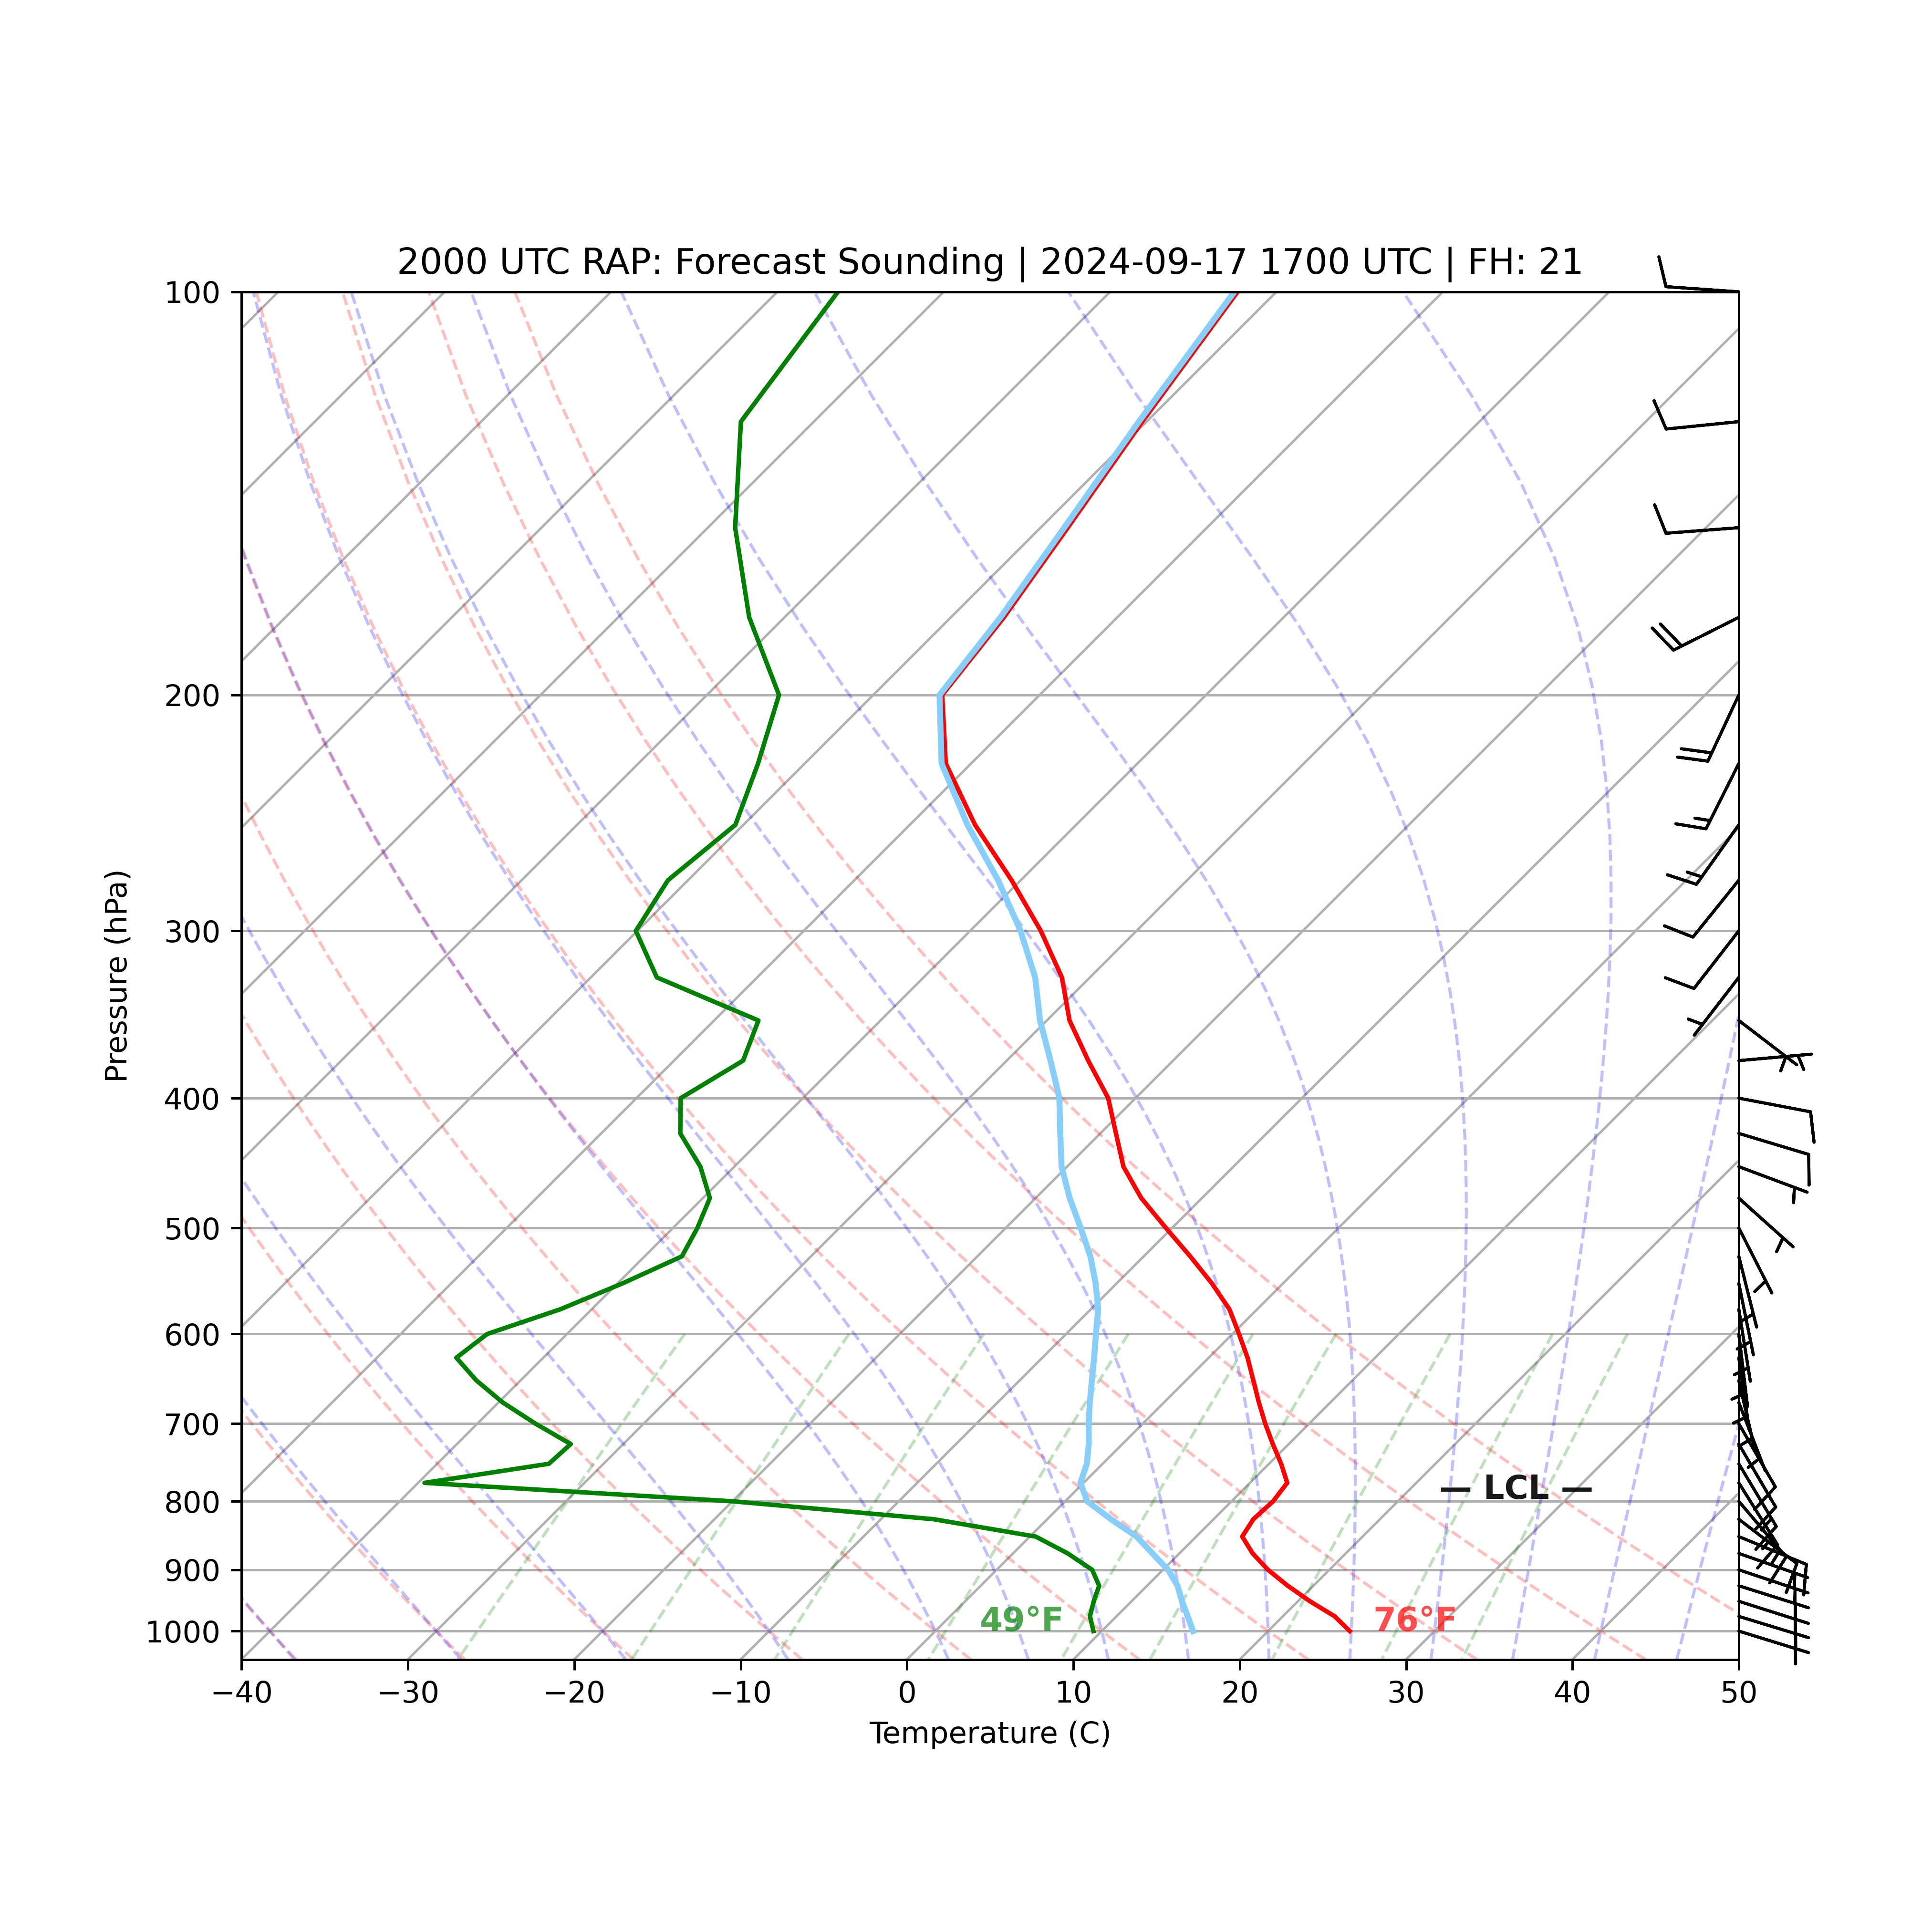 2000 UTC RAP: Forecast Sounding | 2024-09-17 1700 UTC | FH: 21
100
200
300
400
500
600
700
800
900
1000
Pressure (hPa)
— LCL —
49°F
76°F
−40 −30 −20 −10 0 10 20 30 40 50
Temperature (C)